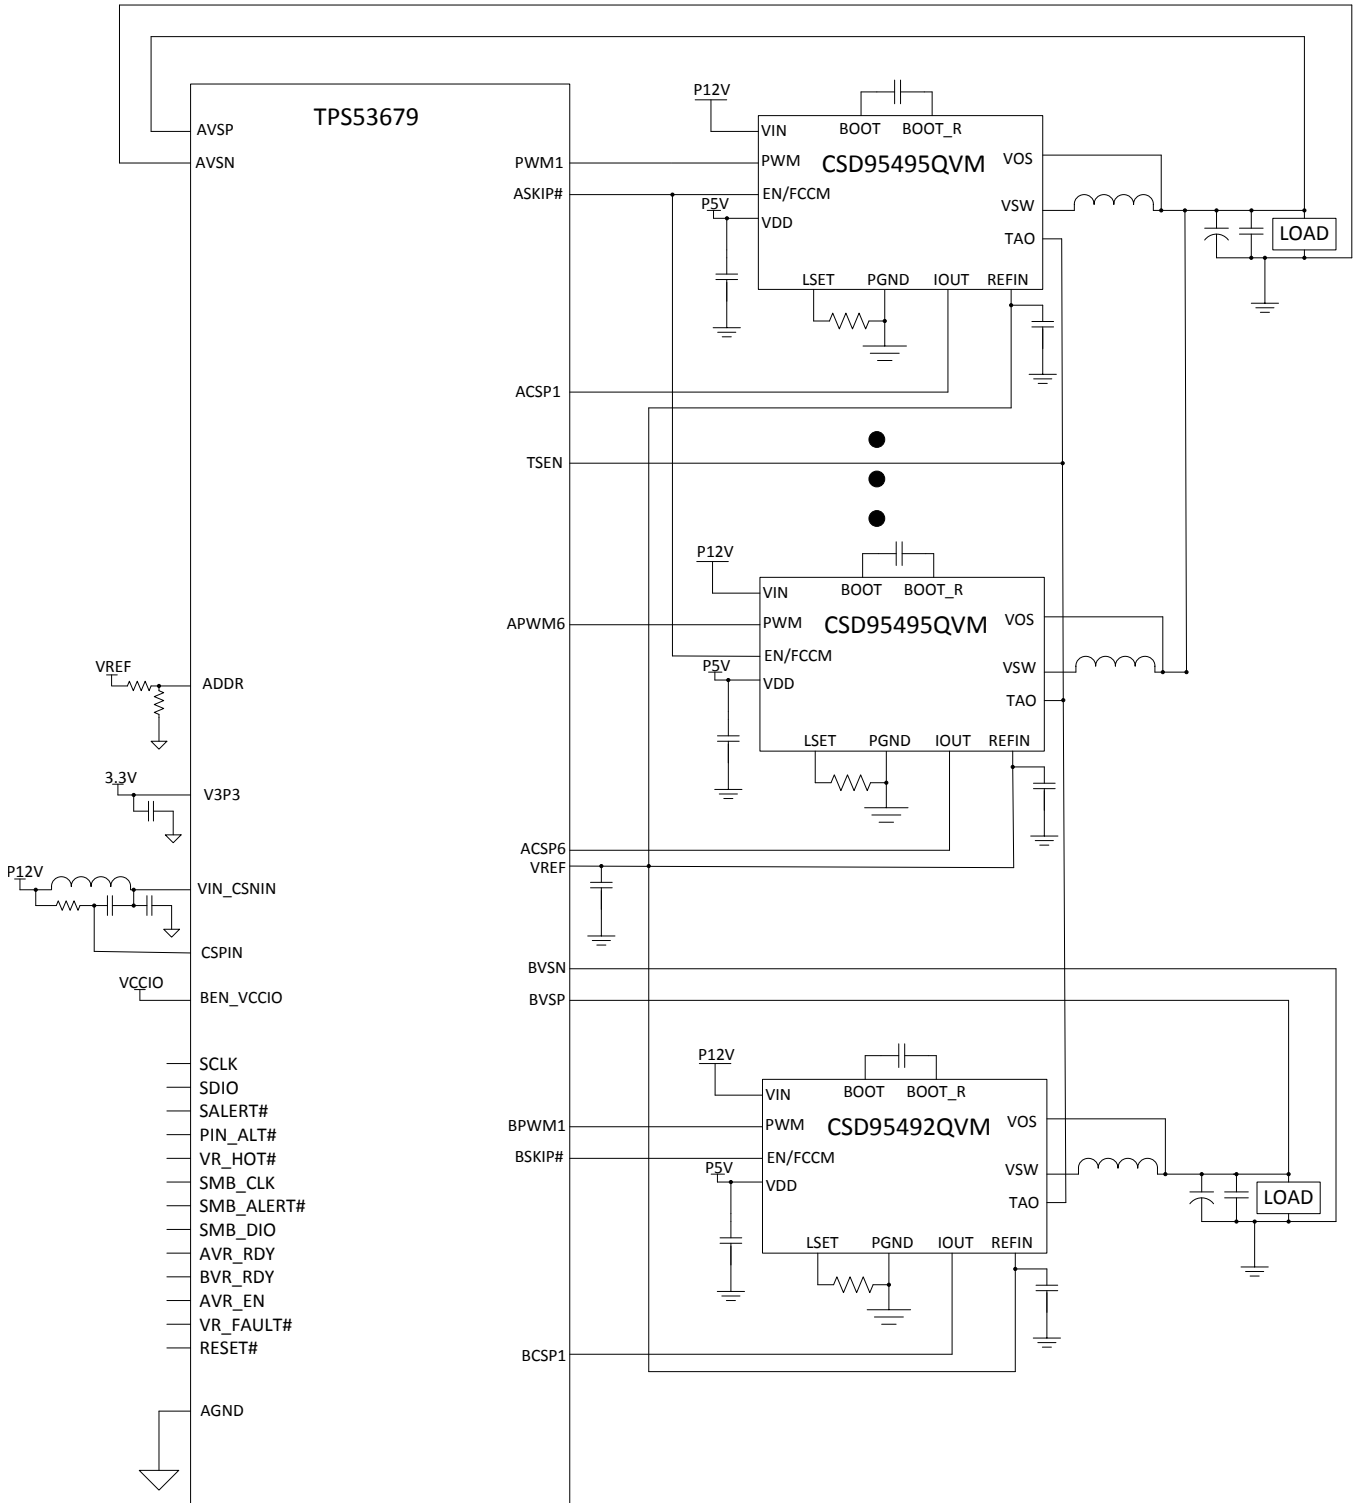 TPS53679
AVSP
AVSN
PWM1
ASKIP#
P12V
VIN
BOOT
BOOT_R
PWM
CSD95495QVM
VOS
EN/FCCM
P5V
VDD
VSW
TAO
LOAD
LSET
PGND
IOUT
REFIN
ACSP1
TSEN
P12V
VIN
BOOT
BOOT_R
APWM6
PWM
CSD95495QVM
VOS
EN/FCCM
P5V
VDD
VSW
TAO
VREF
ADDR
LSET
PGND
IOUT
REFIN
3.3V
V3P3
ACSP6
VREF
P12V
VIN_CSNIN
CSPIN
VCCIO
BEN_VCCIO
BVSN
BVSP
SCLK
SDIO
SALERT#
PIN_ALT#
VR_HOT#
SMB_CLK
SMB_ALERT#
SMB_DIO
AVR_RDY
BVR_RDY
AVR_EN
VR_FAULT#
RESET#
P12V
VIN
BOOT
BOOT_R
BPWM1
PWM
CSD95492QVM
VOS
BSKIP#
EN/FCCM
P5V
VDD
VSW
TAO
LOAD
LSET
PGND
IOUT
REFIN
BCSP1
AGND